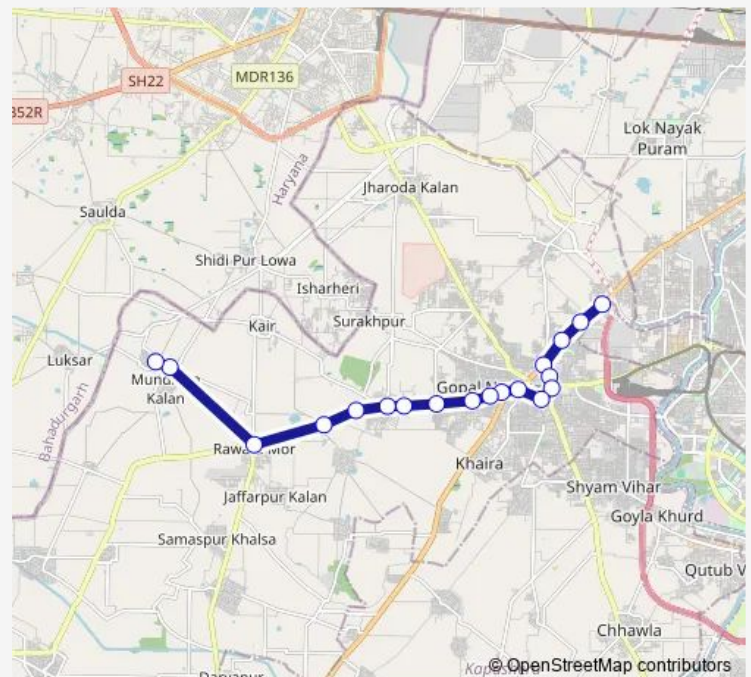 SH22
MDR136
352R
Lok Nayak
Puram
Haryana
Jharoda Kalan
Saulda
Shidi Pur Lowa
Isharheri
Surakhpur
Kair
Luksar
Kalan
Bahadurgarh
Gopal
Khaira
Jaffarpur Kalan
Shyam Vihar
Goyla Khurd
Samaspur Khalsa
Qutub V
Chhawla
© OpenStreetMap contributors